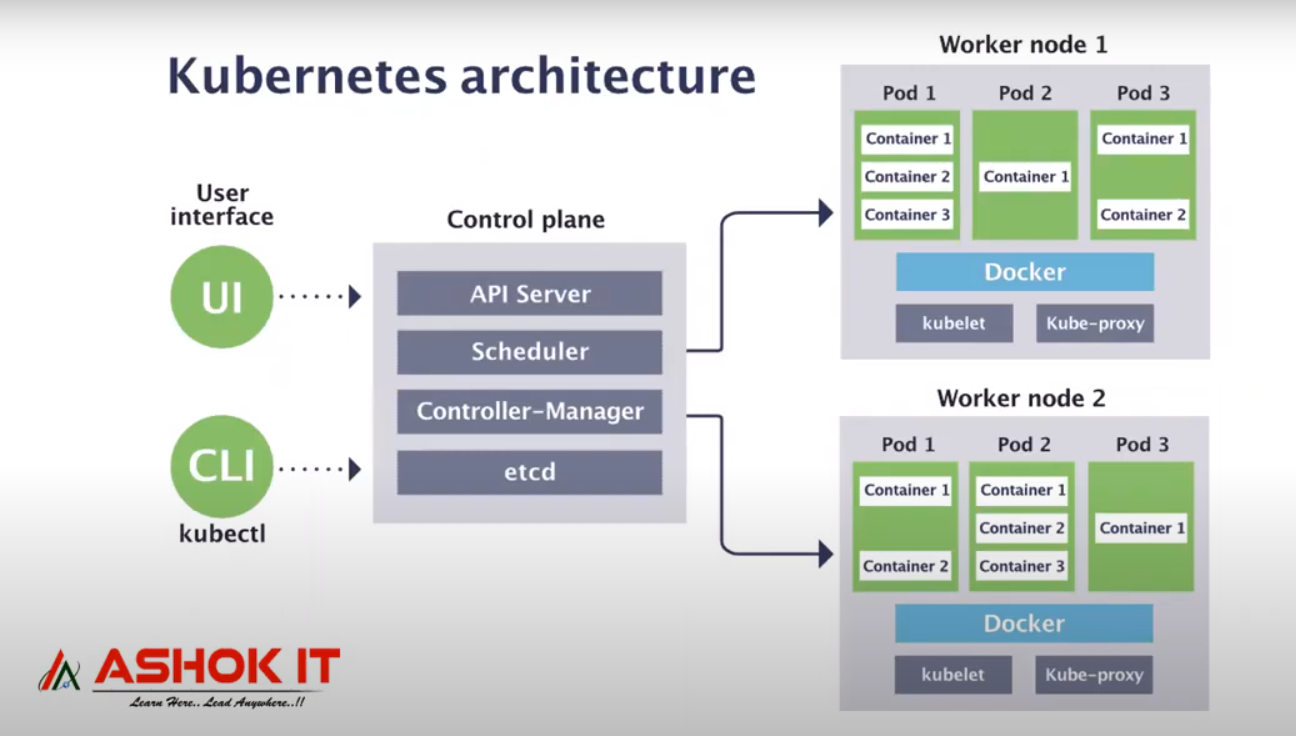 Kubernetes architecture
User
interface
UI
CLI
kubectl
Control plane
API Server
Scheduler
Controller-Manager
etcd
Worker node 1
Pod 1
Container 1
Container 2
Container 3
Pod 2
Container 1
Pod 3
Container 1
Container 2
Docker
kubelet
Kube-proxy
Worker node 2
Pod 1
Container 1
Container 2
Pod 2
Container 1
Container 2
Container 3
Pod 3
Container 1
Docker
kubelet
Kube-proxy
ASHOK IT
Learn Here.. Lead Anywhere..!!